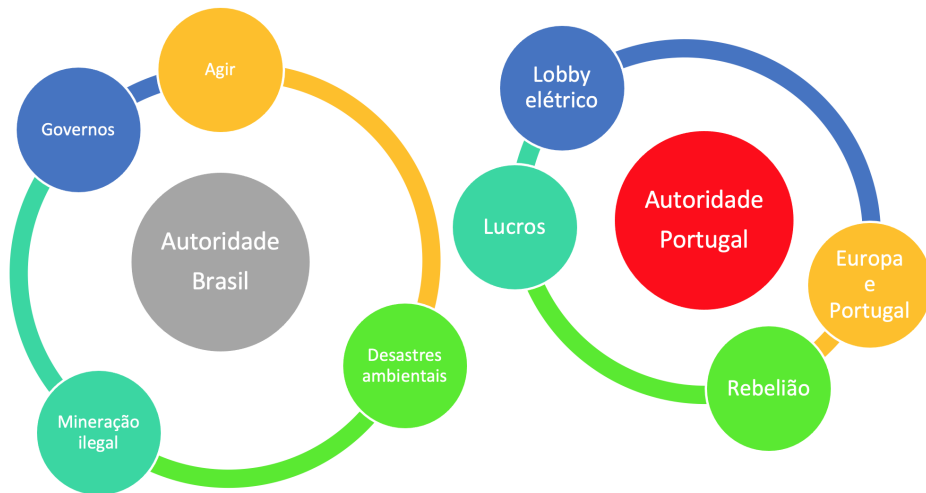 Agir
Governos
Autoridade
Brasil
Desastres
ambientais
Mineração
ilegal
Lobby
elétrico
Lucros
Autoridade
Portugal
Europa
e
Portugal
Rebelião